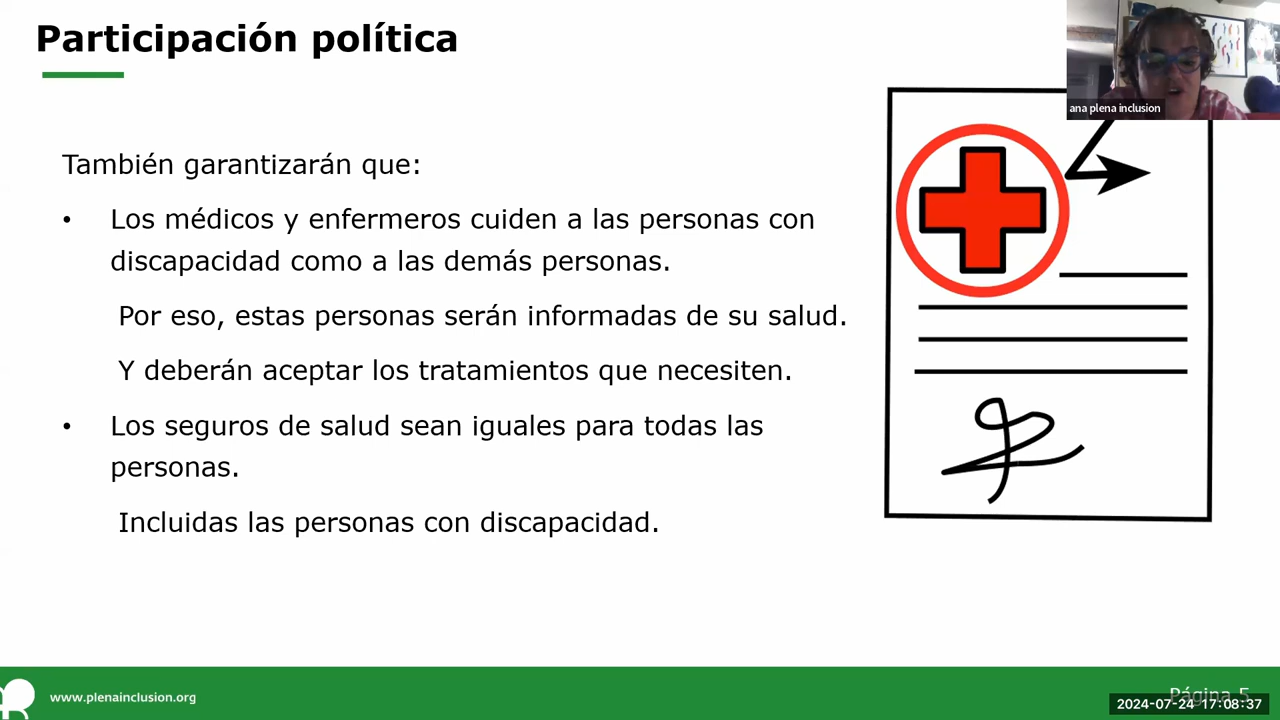 Participación política
ana plena inclusion
También garantizarán que:
• Los médicos y enfermeros cuiden a las personas con
discapacidad como a las demás personas.
Por eso, estas personas serán informadas de su salud.
Y deberán aceptar los tratamientos que necesiten.
• Los seguros de salud sean iguales para todas las
personas.
Incluidas las personas con discapacidad.
www.plenainclusion.org
Página 5
2024-07-24 17:08:37